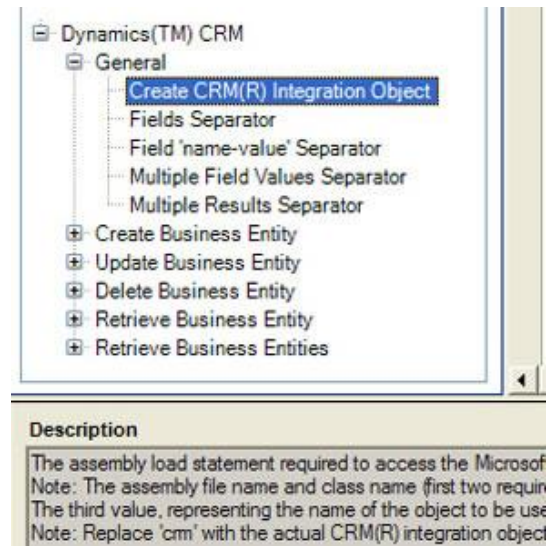 Dynamics(TM) CRM
General
Create CRM(R) Integration Object
Fields Separator
Field 'name-value' Separator
Multiple Field Values Separator
Multiple Results Separator
Create Business Entity
Update Business Entity
Delete Business Entity
Retrieve Business Entity
Retrieve Business Entities
Description
The assembly load statement required to access the Microsof
Note: The assembly file name and class name (first two require
The third value, representing the name of the object to be use
Note: Replace 'crm' with the actual CRM(R) integration object